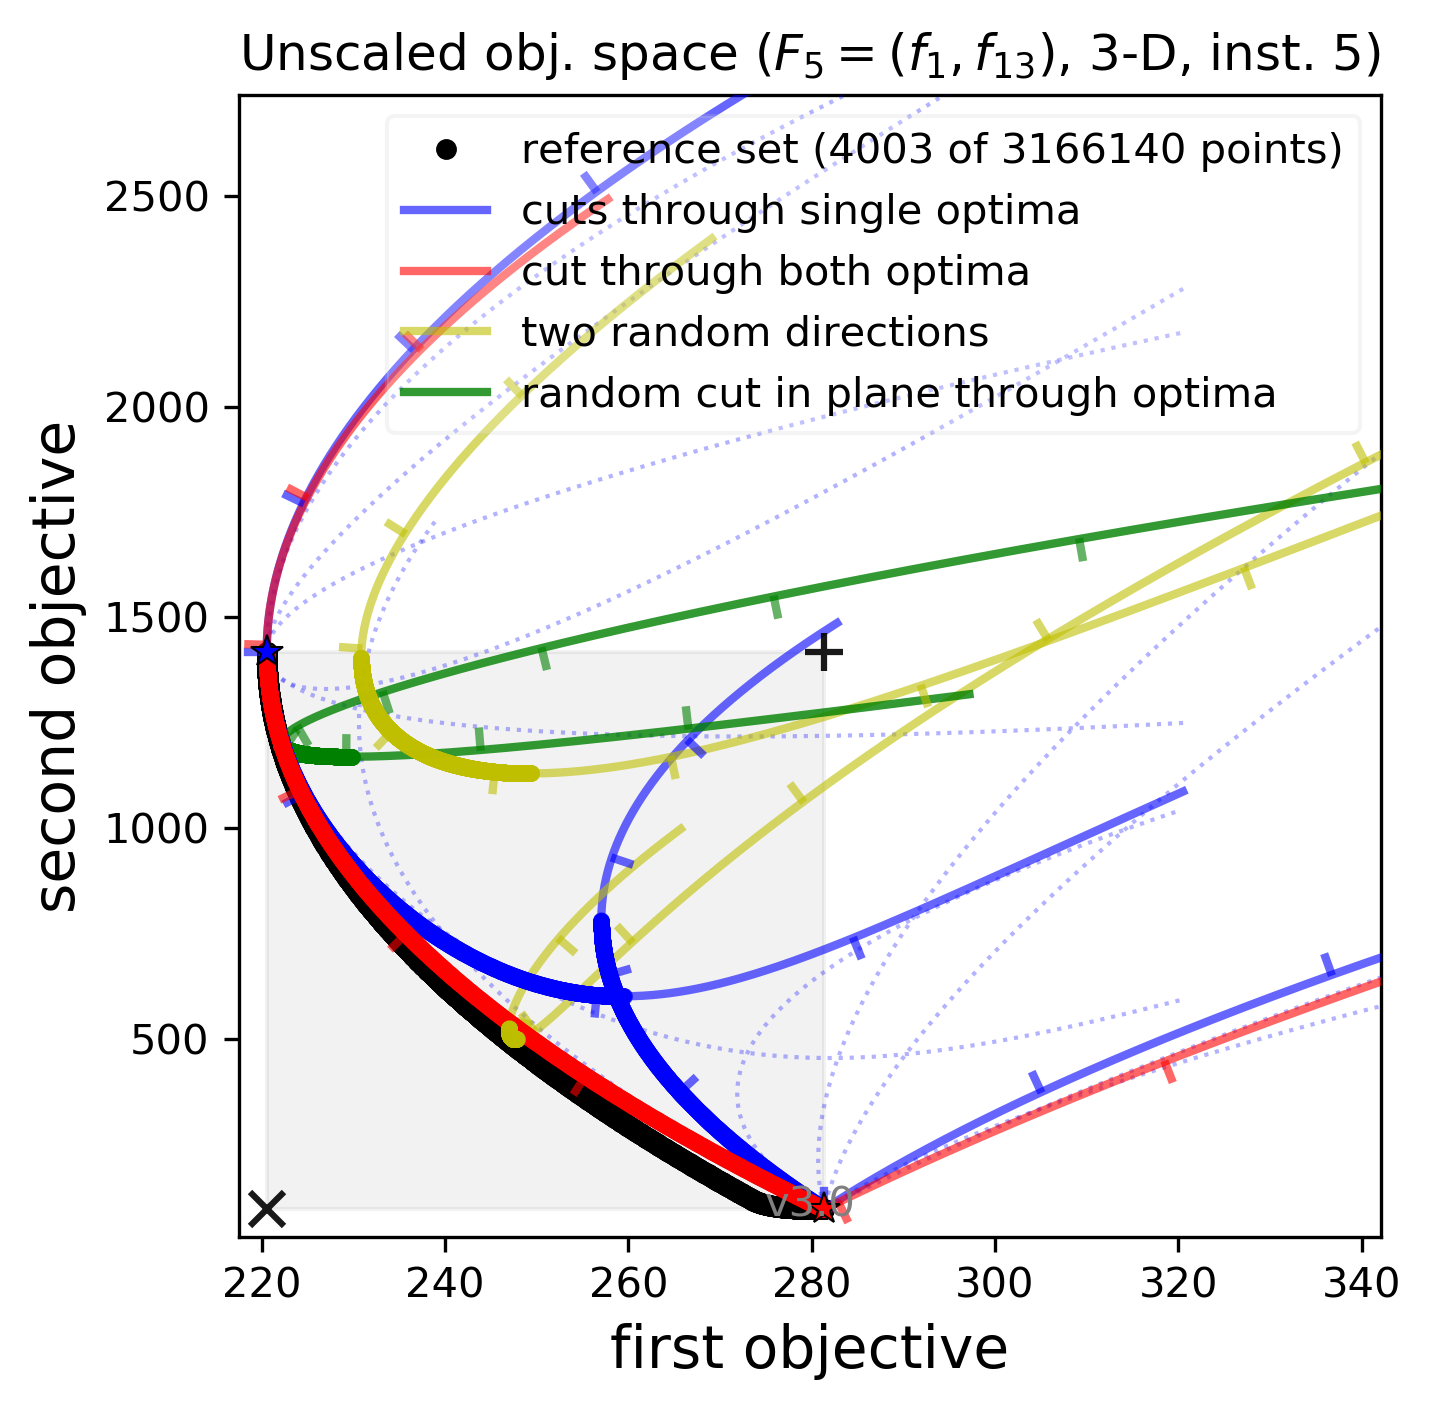 Unscaled obj. space (F₅ = (f₁, f₁₃), 3-D, inst. 5)
reference set (4003 of 3166140 points)
cuts through single optima
cut through both optima
two random directions
random cut in plane through optima
second objective
2500
2000
1500
1000
500
v3.0
220 240 260 280 300 320 340
first objective